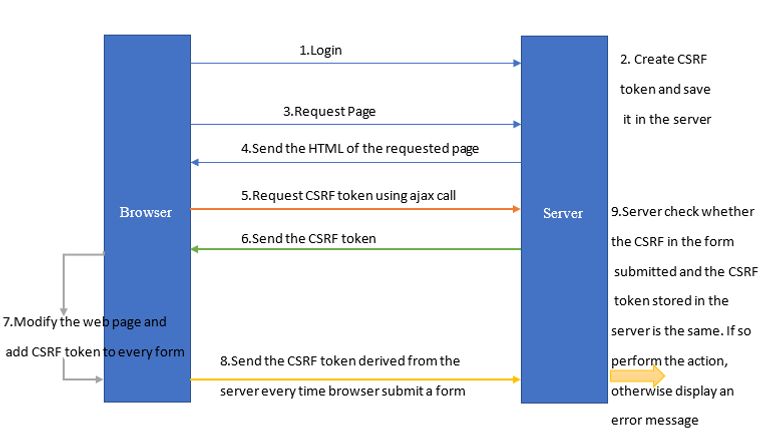 1.Login
2. Create CSRF
token and save
it in the server
3.Request Page
4.Send the HTML of the requested page
5.Request CSRF token using ajax call
Browser
Server
6.Send the CSRF token
9.Server check whether
the CSRF in the form
submitted and the CSRF
token stored in the
server is the same. If so
perform the action,
otherwise display an
error message
7.Modify the web page and
add CSRF token to every form
8.Send the CSRF token derived from the
server every time browser submit a form